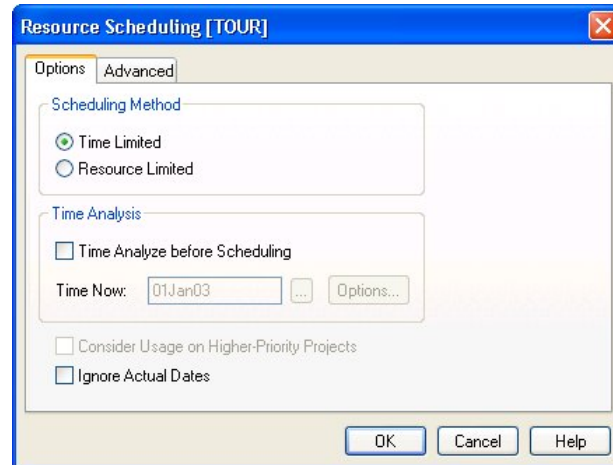 Resource Scheduling [TOUR]
Options Advanced
Scheduling Method
Time Limited
Resource Limited
Time Analysis
Time Analyze before Scheduling
Time Now: 01Jan03 ... Options...
Consider Usage on Higher-Priority Projects
Ignore Actual Dates
OK Cancel Help